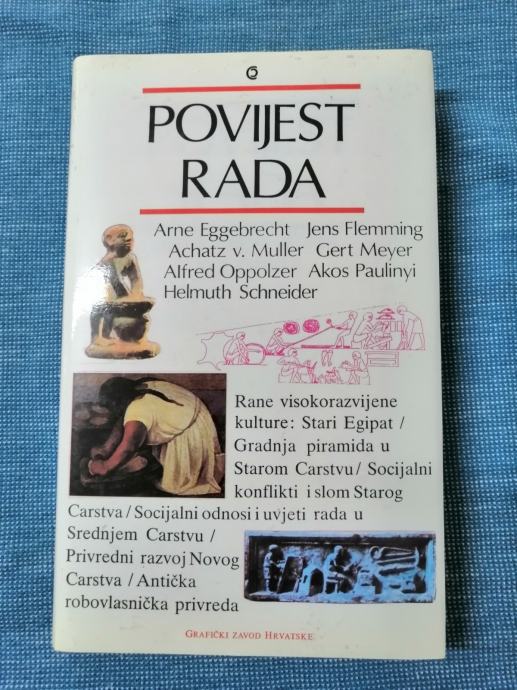 POVIJEST
RADA
Arne Eggebrecht Jens Flemming
Achatz v. Muller Gert Meyer
Alfred Oppolzer Akos Paulinyi
Helmuth Schneider
Rane visokorazvijene
kulture: Stari Egipat /
Gradnja piramida u
Starom Carstvu / Socijalni
konflikti i slom Starog
Carstva / Socijalni odnosi i uvjeti rada u
Srednjem Carstvu /
Privredni razvoj Novog
Carstva / Antička
robovlasnička privreda
GRAFIČKI ZAVOD HRVATSKE